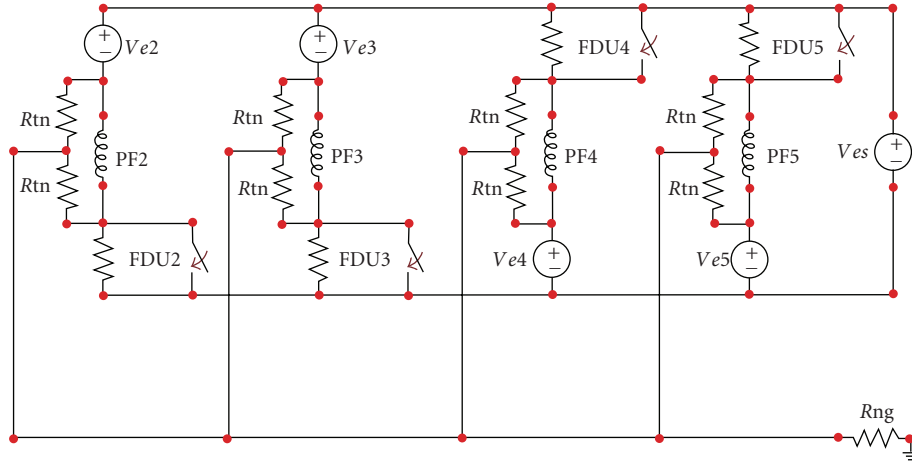 Ve2
Rtn
PF2
Rtn
FDU2
Ve3
Rtn
PF3
Rtn
FDU3
FDU4
Rtn
PF4
Rtn
Ve4
FDU5
Rtn
PF5
Rtn
Ve5
Ves
Rng